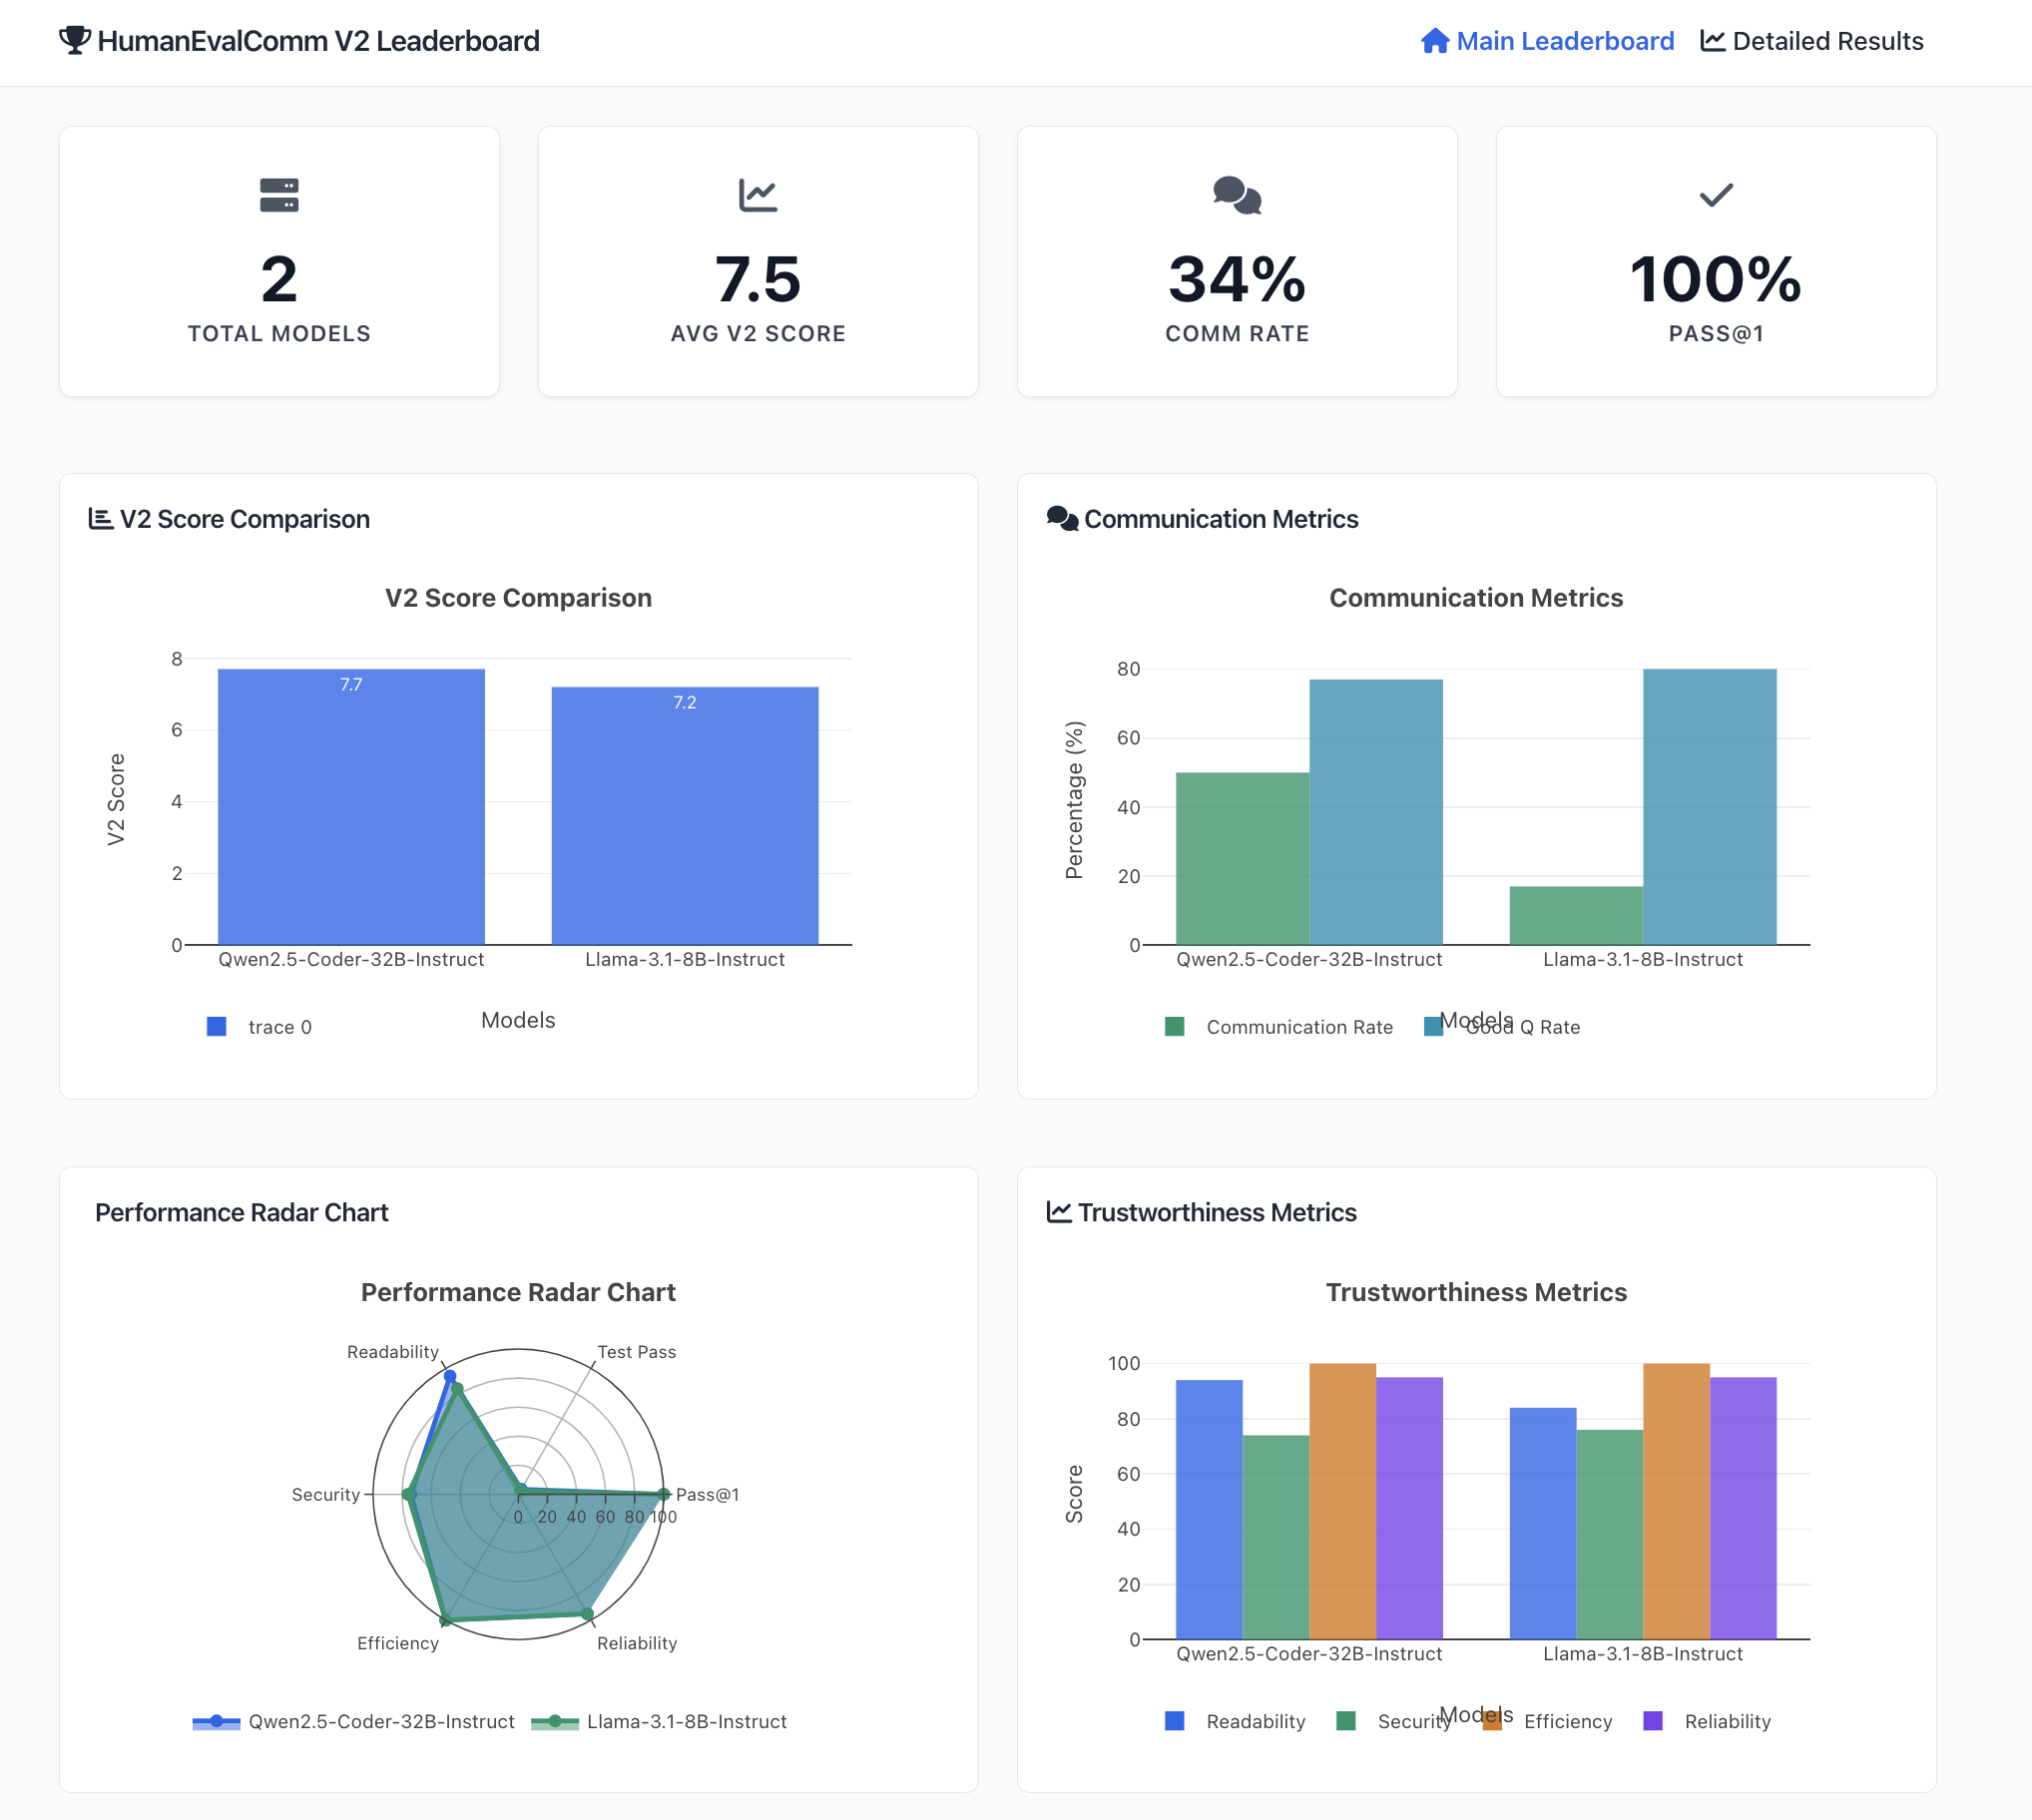 HumanEvalComm V2 Leaderboard
Main Leaderboard
Detailed Results
2
TOTAL MODELS
7.5
AVG V2 SCORE
34%
COMM RATE
100%
PASS@1
V2 Score Comparison
V2 Score Comparison
V2 Score
8
6
4
2
0
7.7
7.2
Qwen2.5-Coder-32B-Instruct
Llama-3.1-8B-Instruct
Models
trace 0
Communication Metrics
Communication Metrics
Percentage (%)
80
60
40
20
0
Qwen2.5-Coder-32B-Instruct
Llama-3.1-8B-Instruct
Models
Communication Rate
Good Q Rate
Performance Radar Chart
Performance Radar Chart
Readability
Test Pass
Security
Pass@1
0 20 40 60 80 100
Efficiency
Reliability
Qwen2.5-Coder-32B-Instruct
Llama-3.1-8B-Instruct
Trustworthiness Metrics
Trustworthiness Metrics
Score
100
80
60
40
20
0
Qwen2.5-Coder-32B-Instruct
Llama-3.1-8B-Instruct
Models
Readability
Security
Efficiency
Reliability